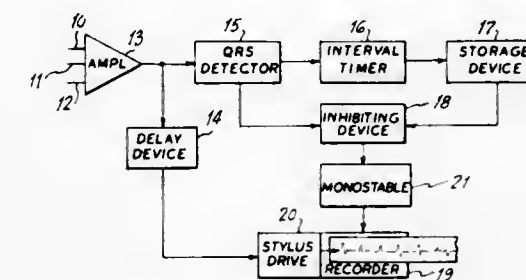 10
11
12
13
AMPL
15
QRS
DETECTOR
16
INTERVAL
TIMER
17
STORAGE
DEVICE
14
DELAY
DEVICE
18
INHIBITING
DEVICE
MONOSTABLE
21
20
STYLUS
DRIVE
RECORDER
19